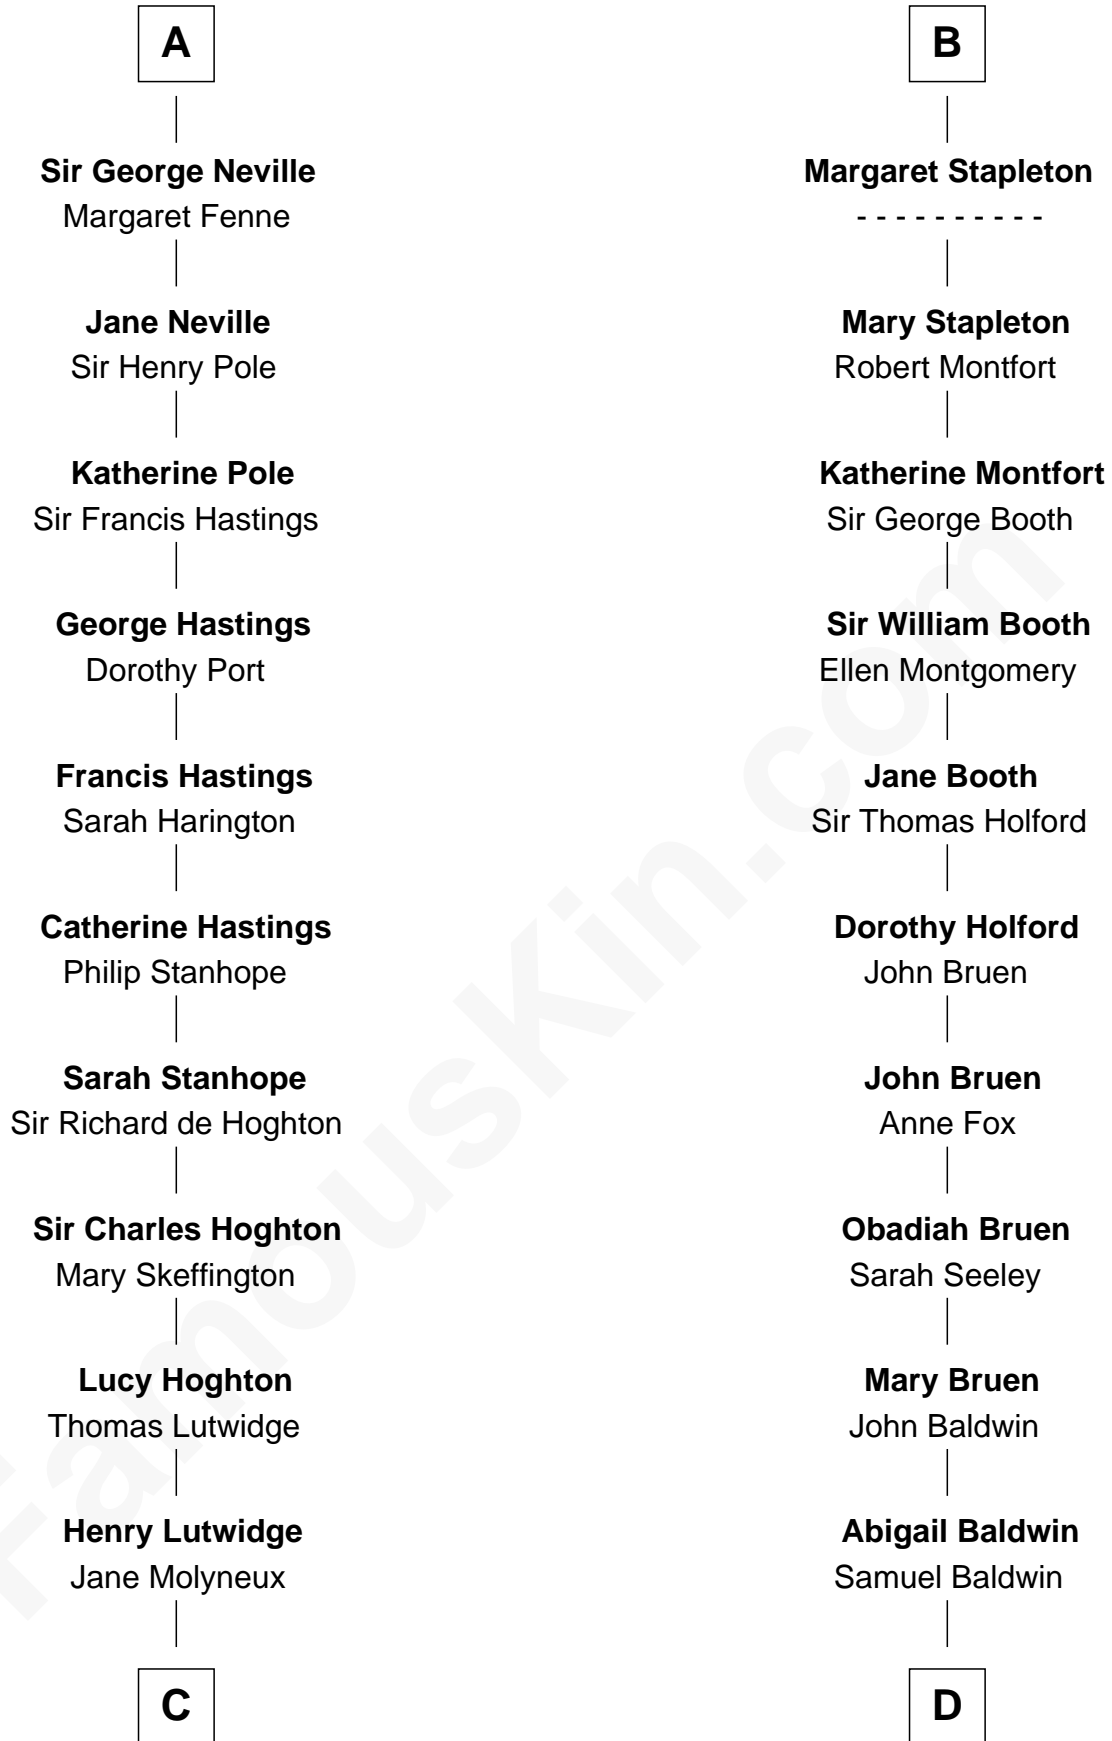 A
Sir George Neville
Margaret Fenne
Jane Neville
Sir Henry Pole
Katherine Pole
Sir Francis Hastings
George Hastings
Dorothy Port
Francis Hastings
Sarah Harington
Catherine Hastings
Philip Stanhope
Sarah Stanhope
Sir Richard de Hoghton
Sir Charles Hoghton
Mary Skeffington
Lucy Hoghton
Thomas Lutwidge
Henry Lutwidge
Jane Molyneux
C
B
Margaret Stapleton
- - - - - - - - - -
Mary Stapleton
Robert Montfort
Katherine Montfort
Sir George Booth
Sir William Booth
Ellen Montgomery
Jane Booth
Sir Thomas Holford
Dorothy Holford
John Bruen
John Bruen
Anne Fox
Obadiah Bruen
Sarah Seeley
Mary Bruen
John Baldwin
Abigail Baldwin
Samuel Baldwin
D
FamousKin.com